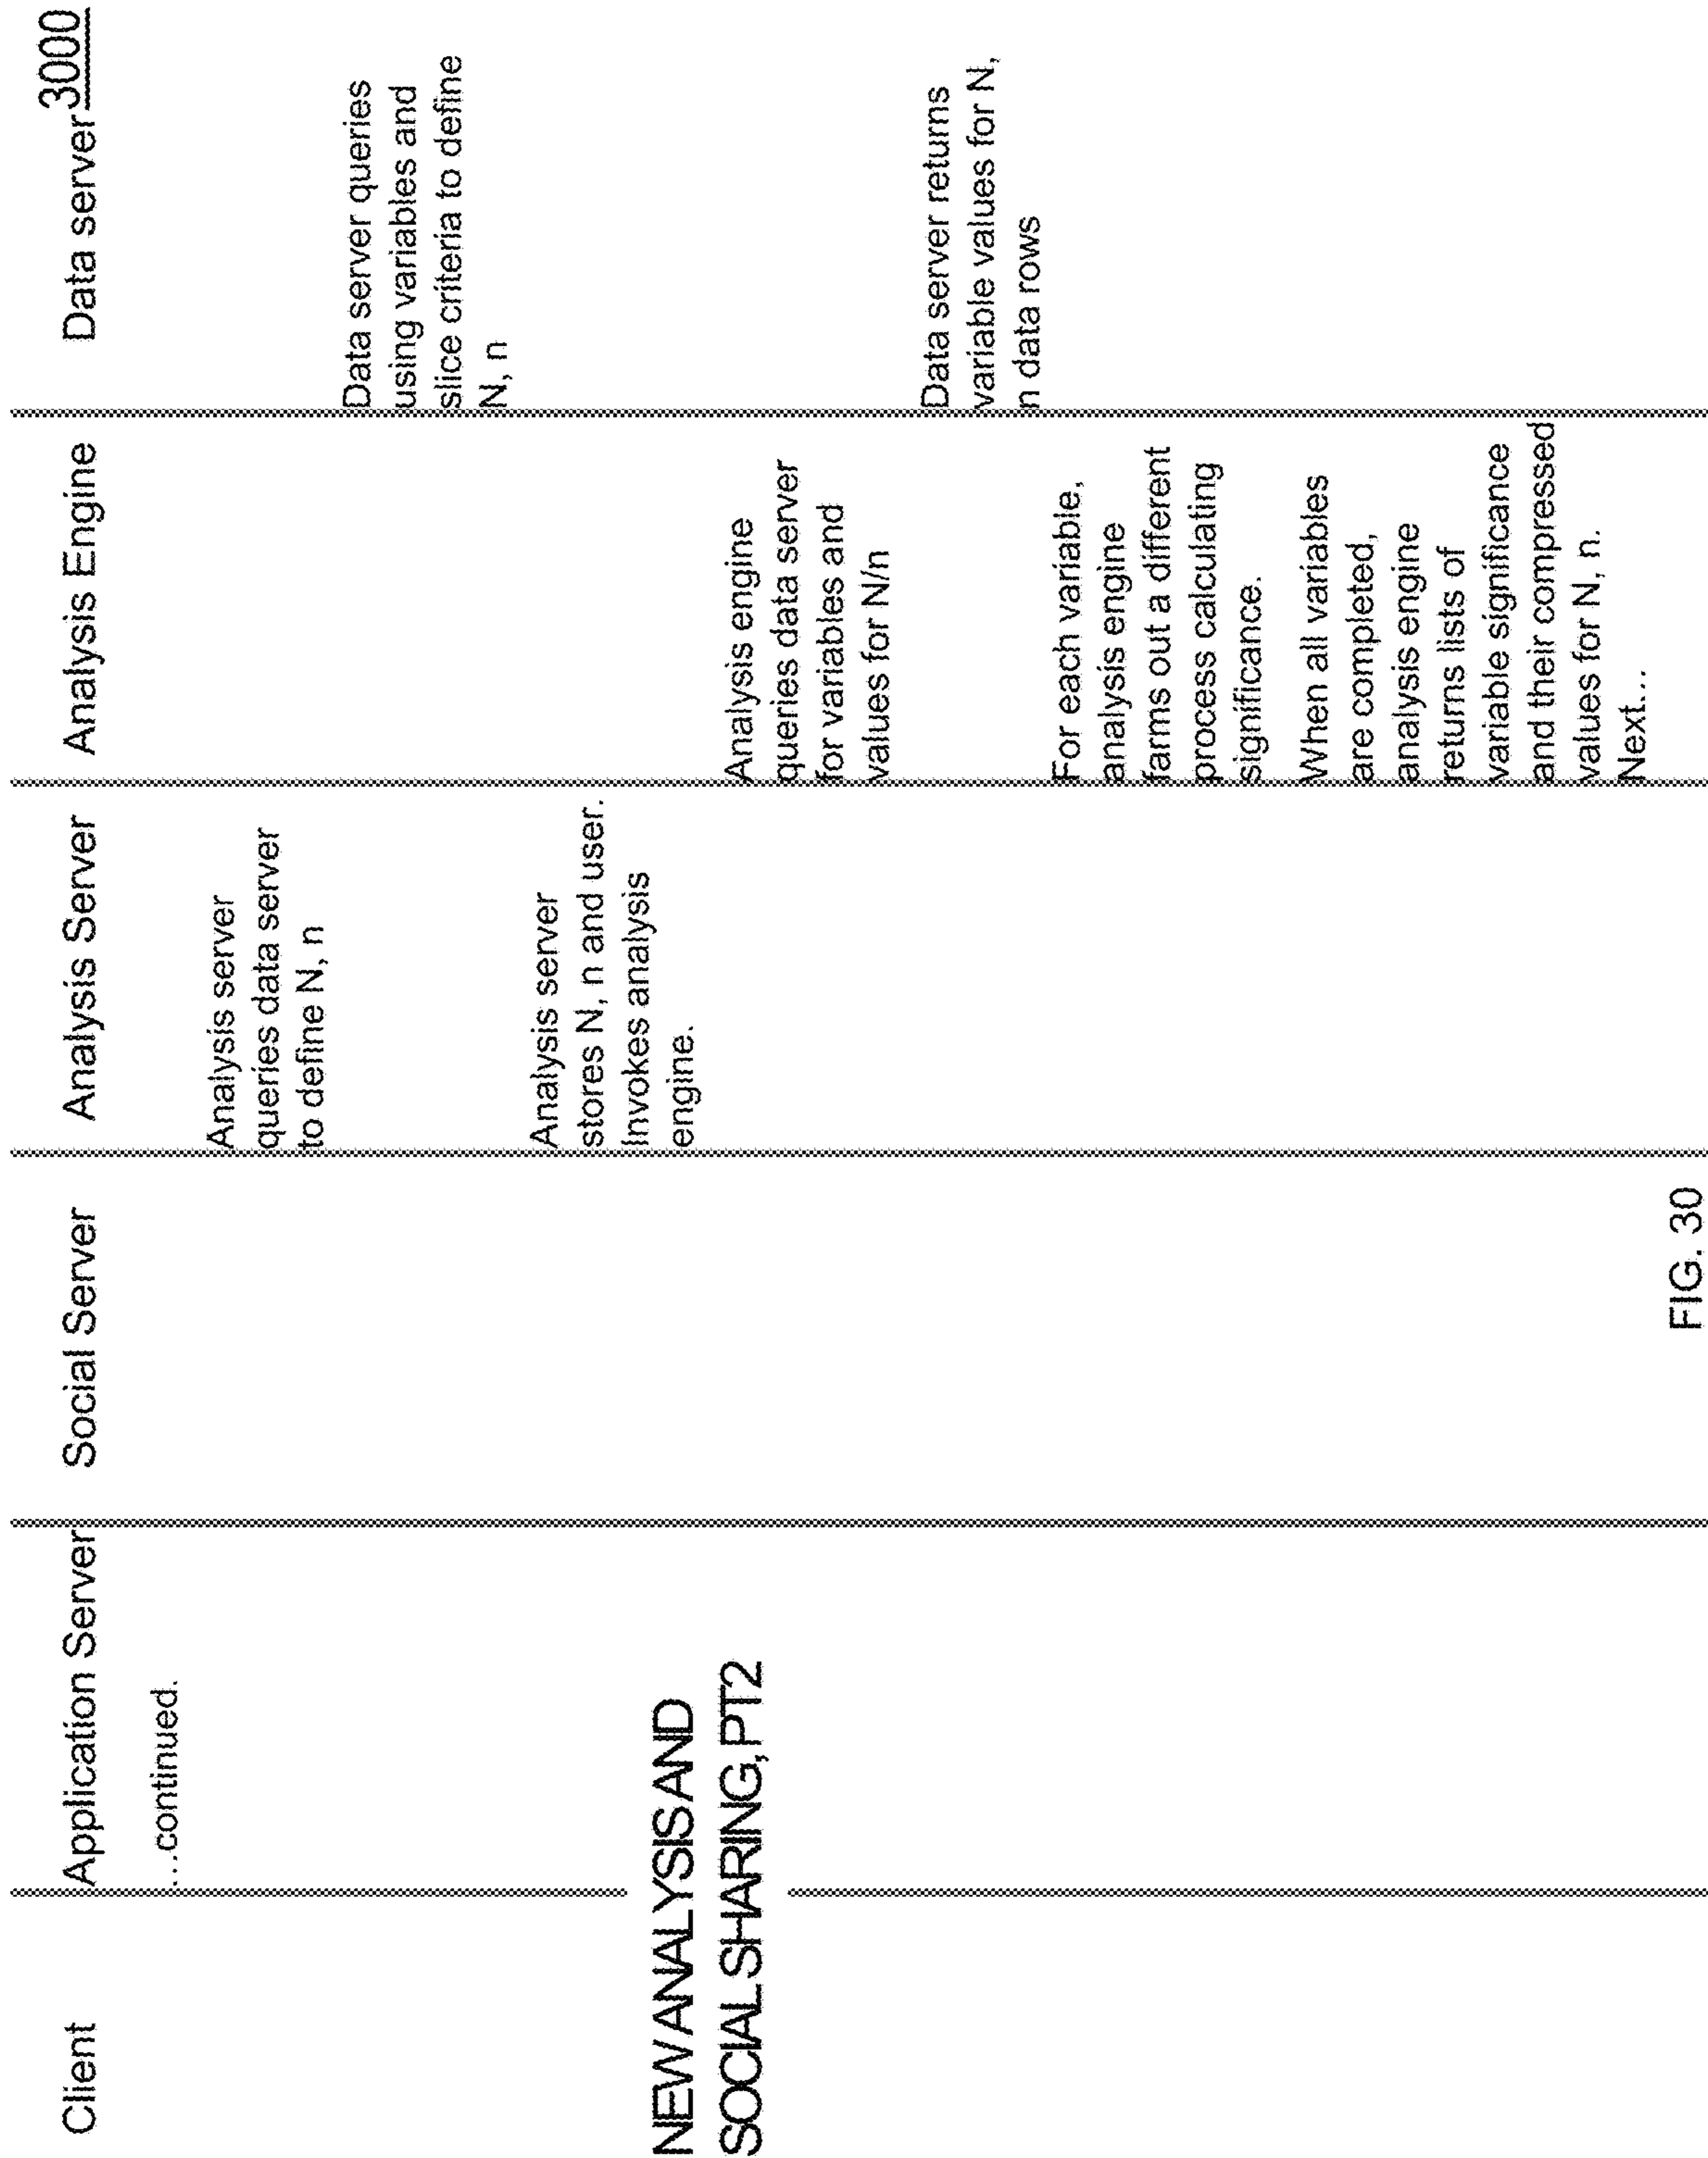 3000
Client
Application Server
Social Server
Analysis Server
Analysis Engine
Data server
...continued.
Analysis server
queries data server
to define N, n
Data server queries
using variables and
slice criteria to define
N, n
Analysis server
stores N, n and user.
Invokes analysis
engine.
NEW ANALYSIS AND
SOCIAL SHARING, PT2
Analysis engine
queries data server
for variables and
values for N/n
Data server returns
variable values for N,
n data rows
For each variable,
analysis engine
farms out a different
process calculating
significance.
When all variables
are completed,
analysis engine
returns lists of
variable significance
and their compressed
values for N, n.
Next...
FIG. 30